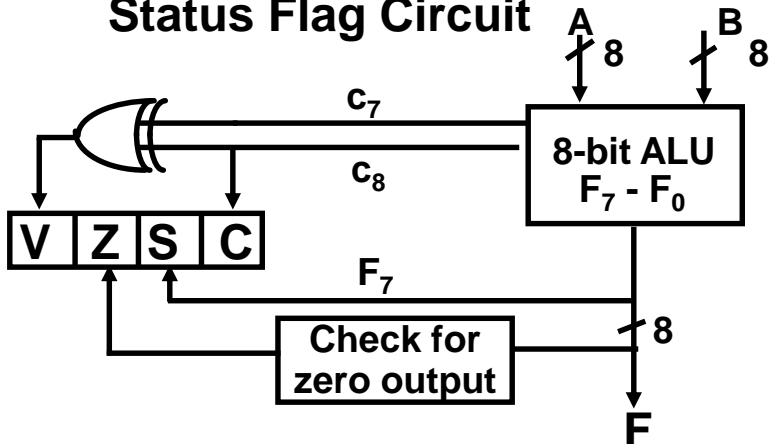 Status Flag Circuit
A
B
8
8
c7
8-bit ALU
c8
F7 - F0
V Z S C
F7
8
Check for
zero output
F